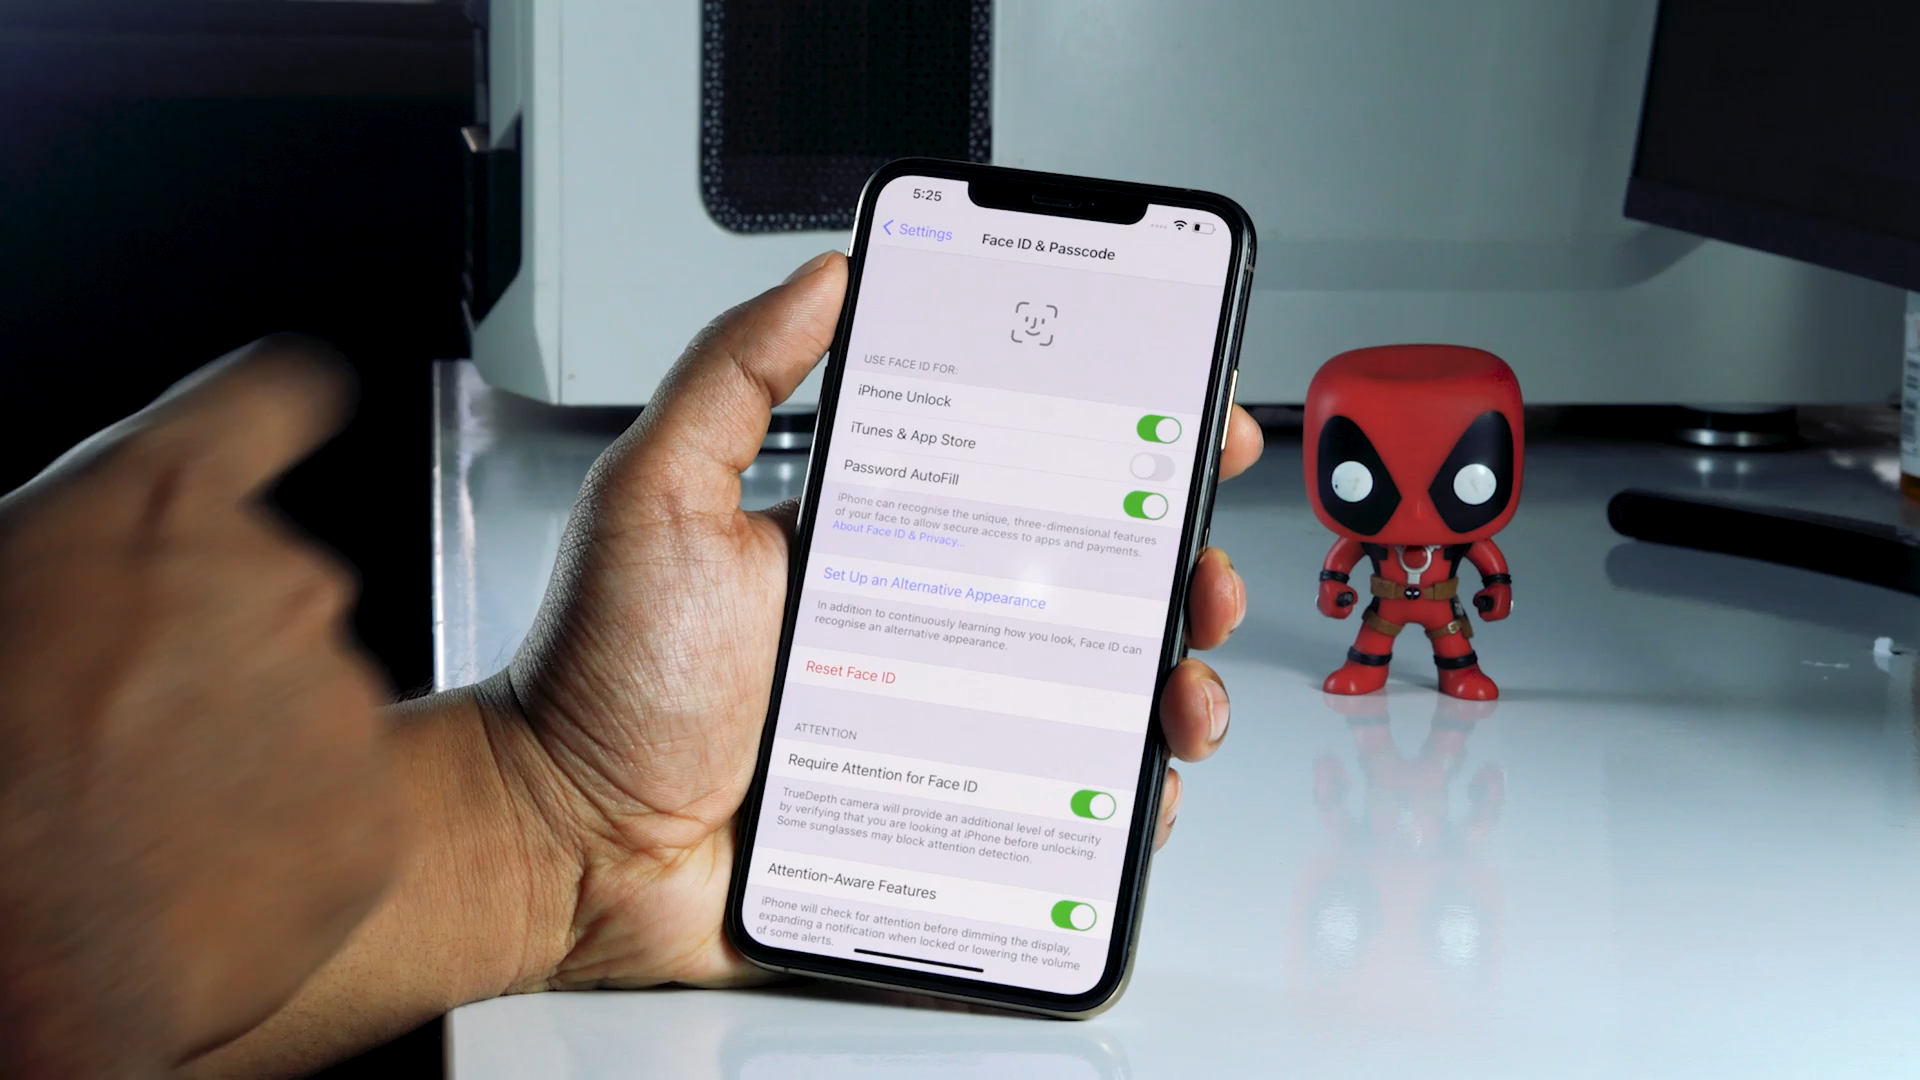 5:25
Settings
Face ID & Passcode
USE FACE ID FOR:
iPhone Unlock
iTunes & App Store
Password AutoFill
iPhone can recognise the unique, three-dimensional features
of your face to allow secure access to apps and payments.
About Face ID & Privacy...
Set Up an Alternative Appearance
In addition to continuously learning how you look, Face ID can
recognise an alternative appearance.
Reset Face ID
ATTENTION
Require Attention for Face ID
TrueDepth camera will provide an additional level of security
by verifying that you are looking at iPhone before unlocking.
Some sunglasses may block attention detection.
Attention-Aware Features
iPhone will check for attention before dimming the display,
expanding a notification when locked or lowering the volume
of some alerts.